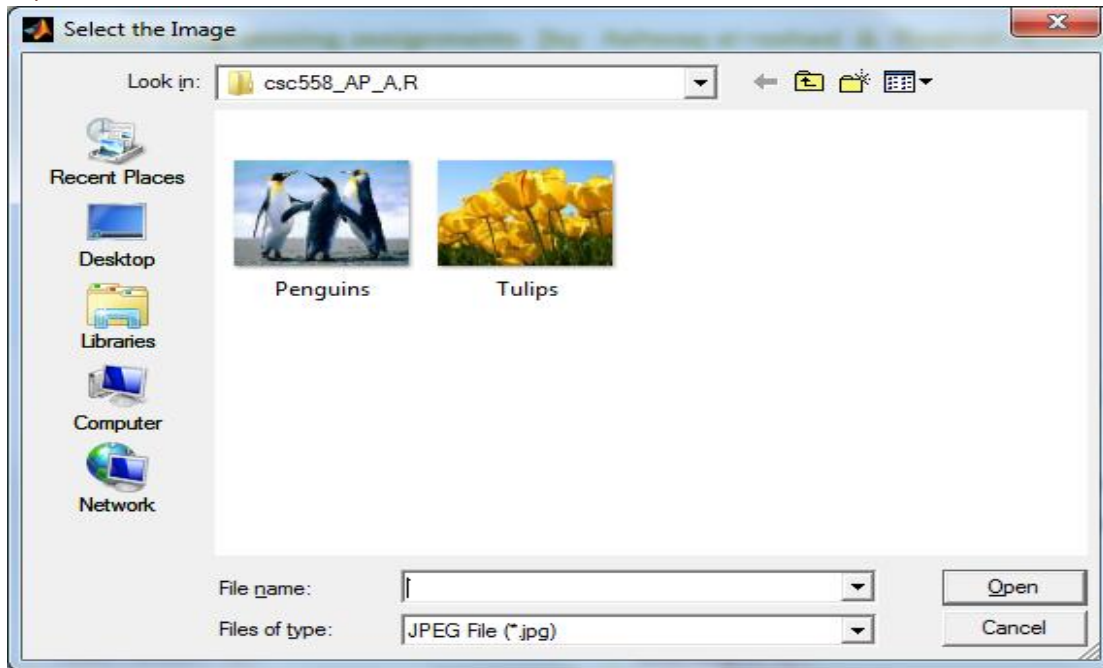 Select the Image
Look in: csc558_AP_A,R
Recent Places
Desktop
Libraries
Computer
Network
Penguins Tulips
File name:
Open
Files of type: JPEG File (*.jpg)
Cancel